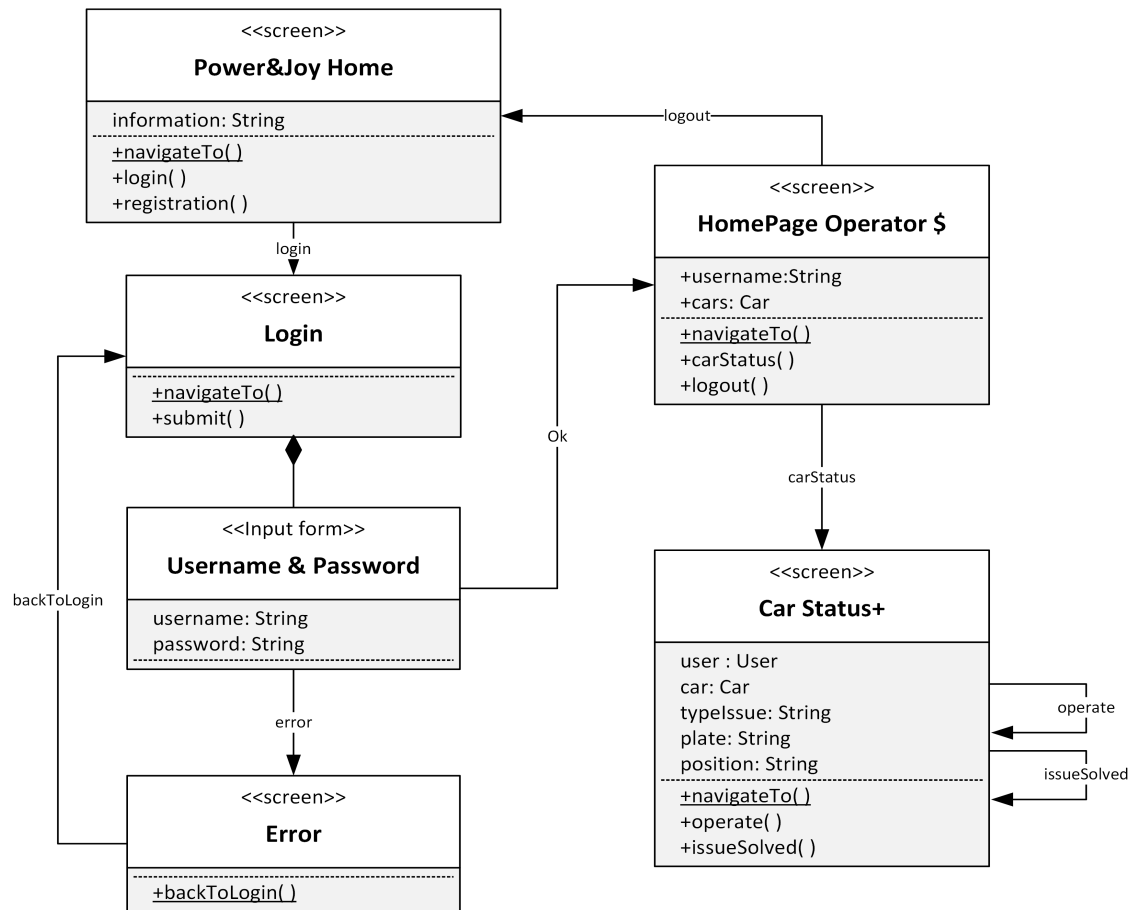 <<screen>>
Power&Joy Home
information: String
+navigateTo( )
+login( )
+registration( )
logout
<<screen>>
HomePage Operator $
+username:String
+cars: Car
+navigateTo( )
+carStatus( )
+logout( )
login
<<screen>>
Login
+navigateTo( )
+submit( )
Ok
carStatus
<<Input form>>
Username & Password
username: String
password: String
backToLogin
<<screen>>
Car Status+
user : User
car: Car
typeIssue: String
plate: String
position: String
+navigateTo( )
+operate( )
+issueSolved( )
operate
issueSolved
error
<<screen>>
Error
+backToLogin( )